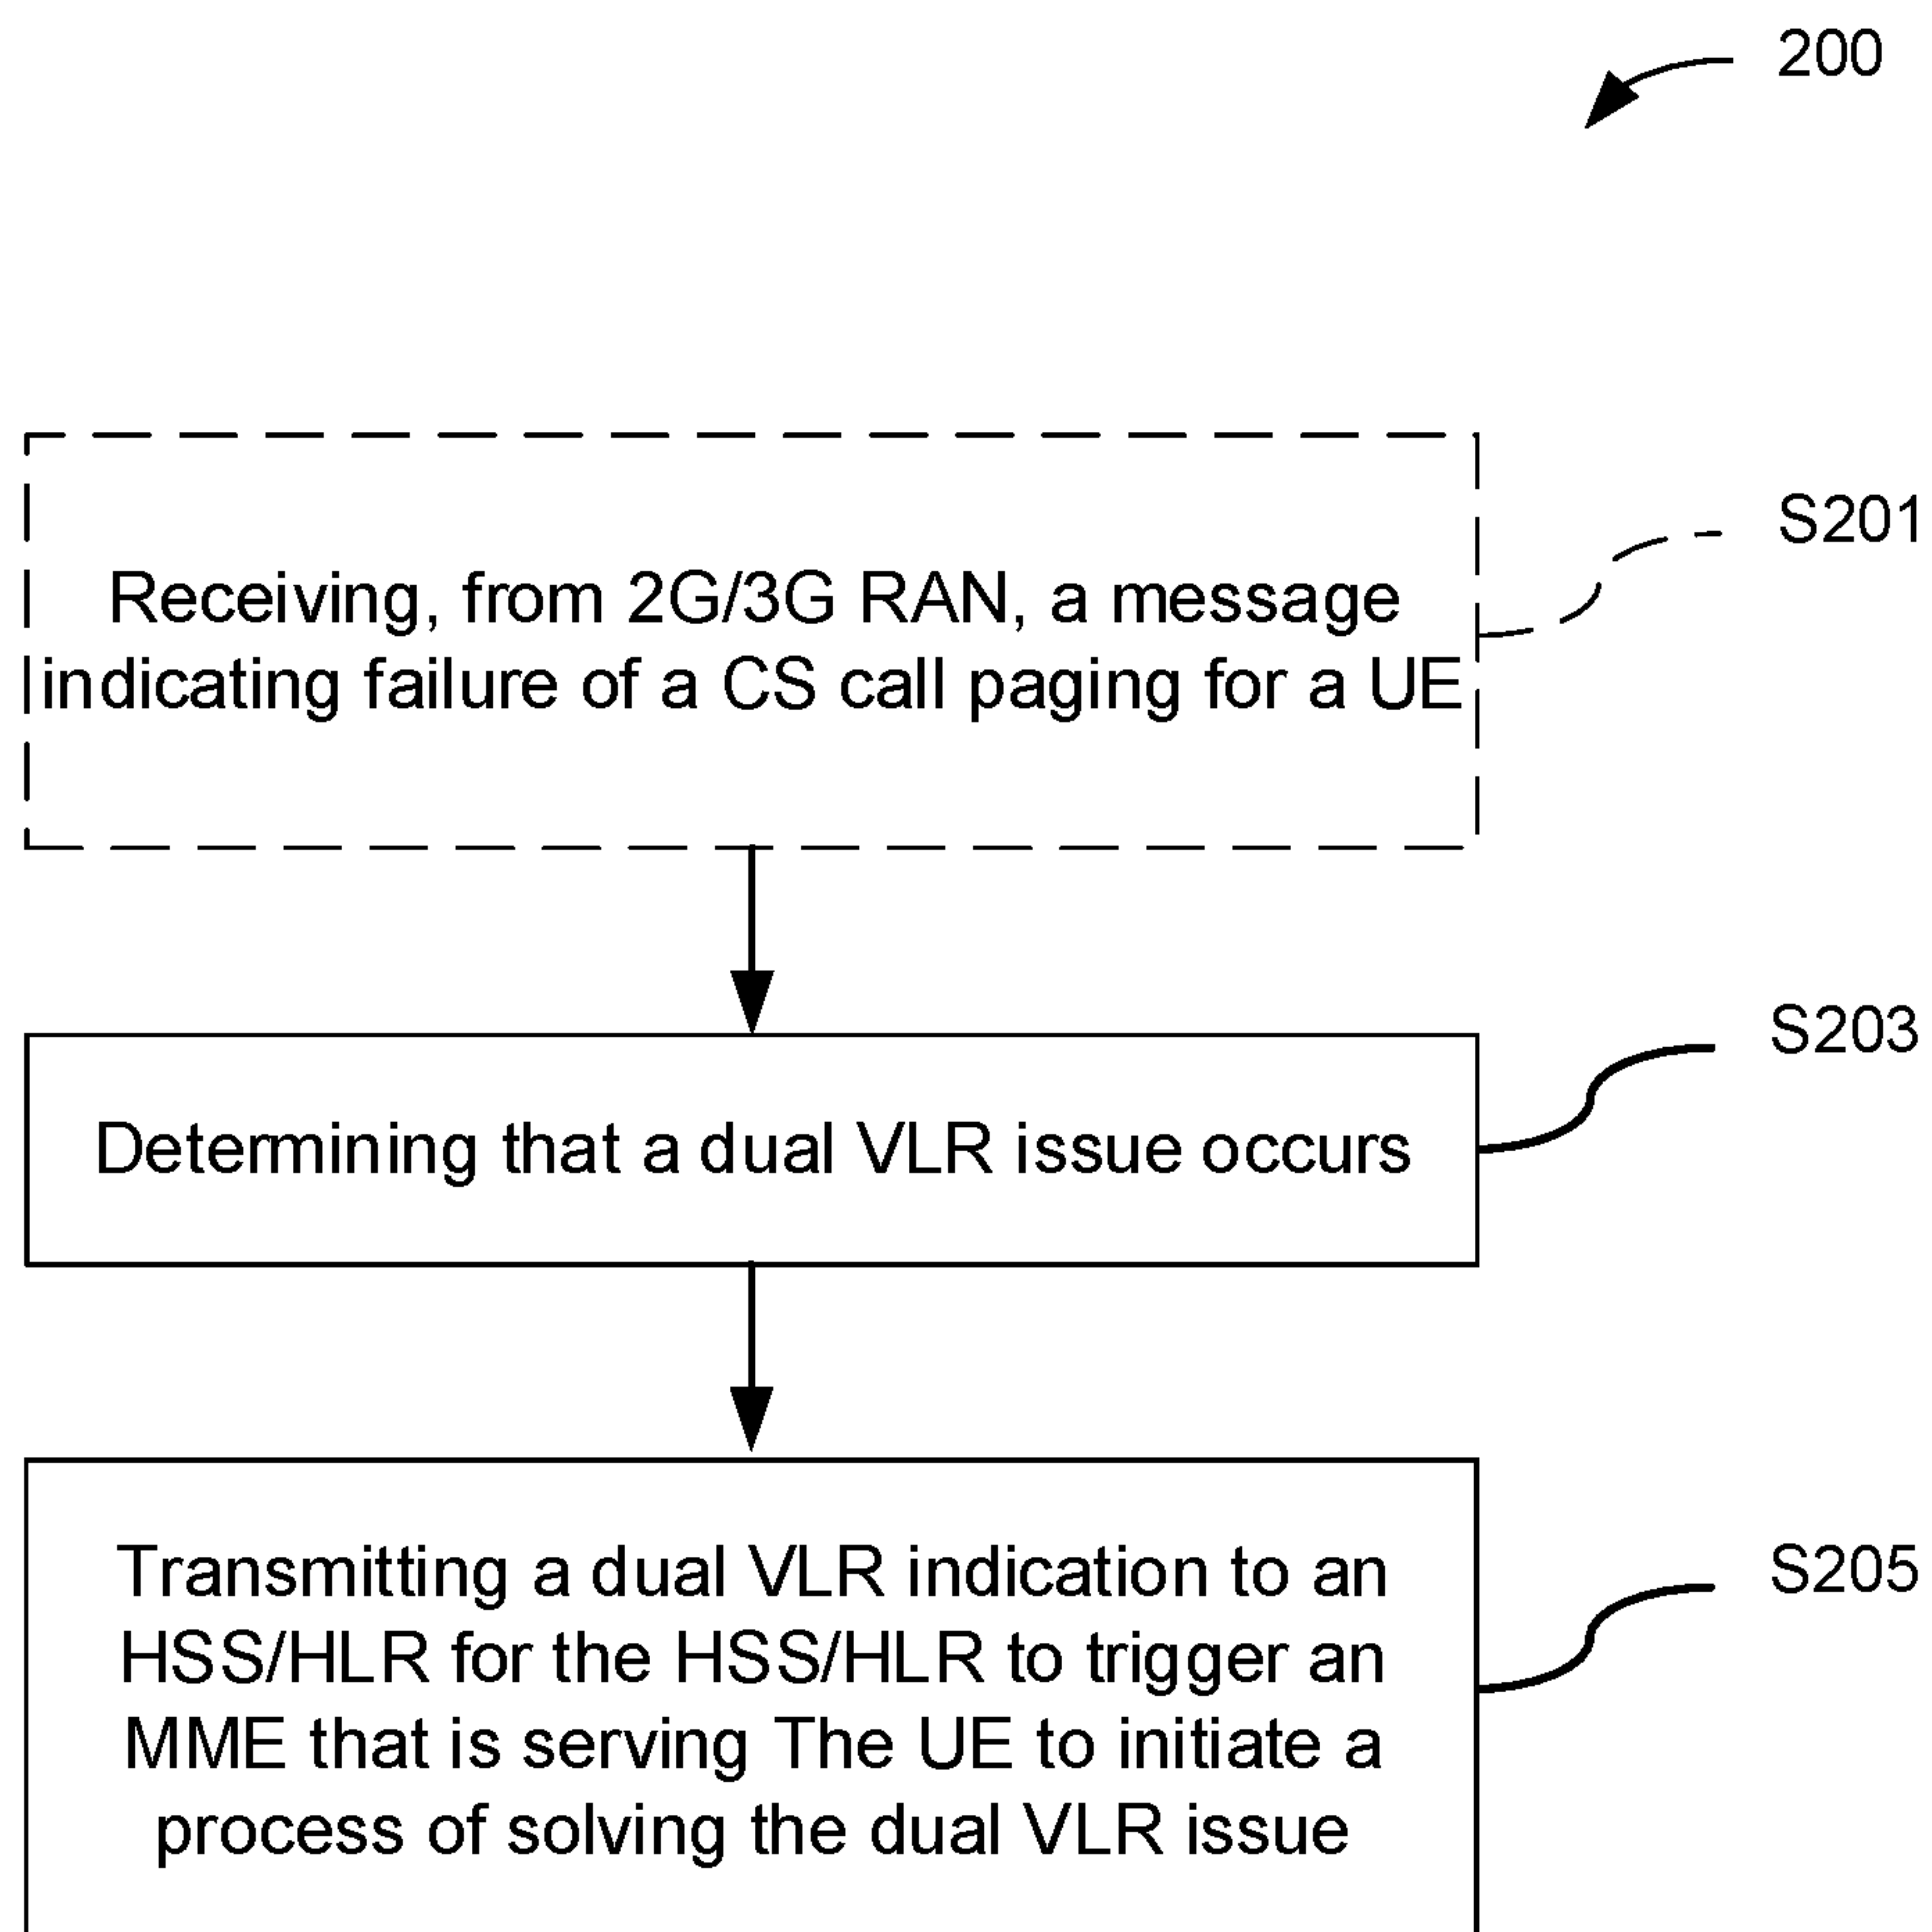 200
Receiving, from 2G/3G RAN, a message
indicating failure of a CS call paging for a UE
S201
Determining that a dual VLR issue occurs
S203
Transmitting a dual VLR indication to an
HSS/HLR for the HSS/HLR to trigger an
MME that is serving The UE to initiate a
process of solving the dual VLR issue
S205